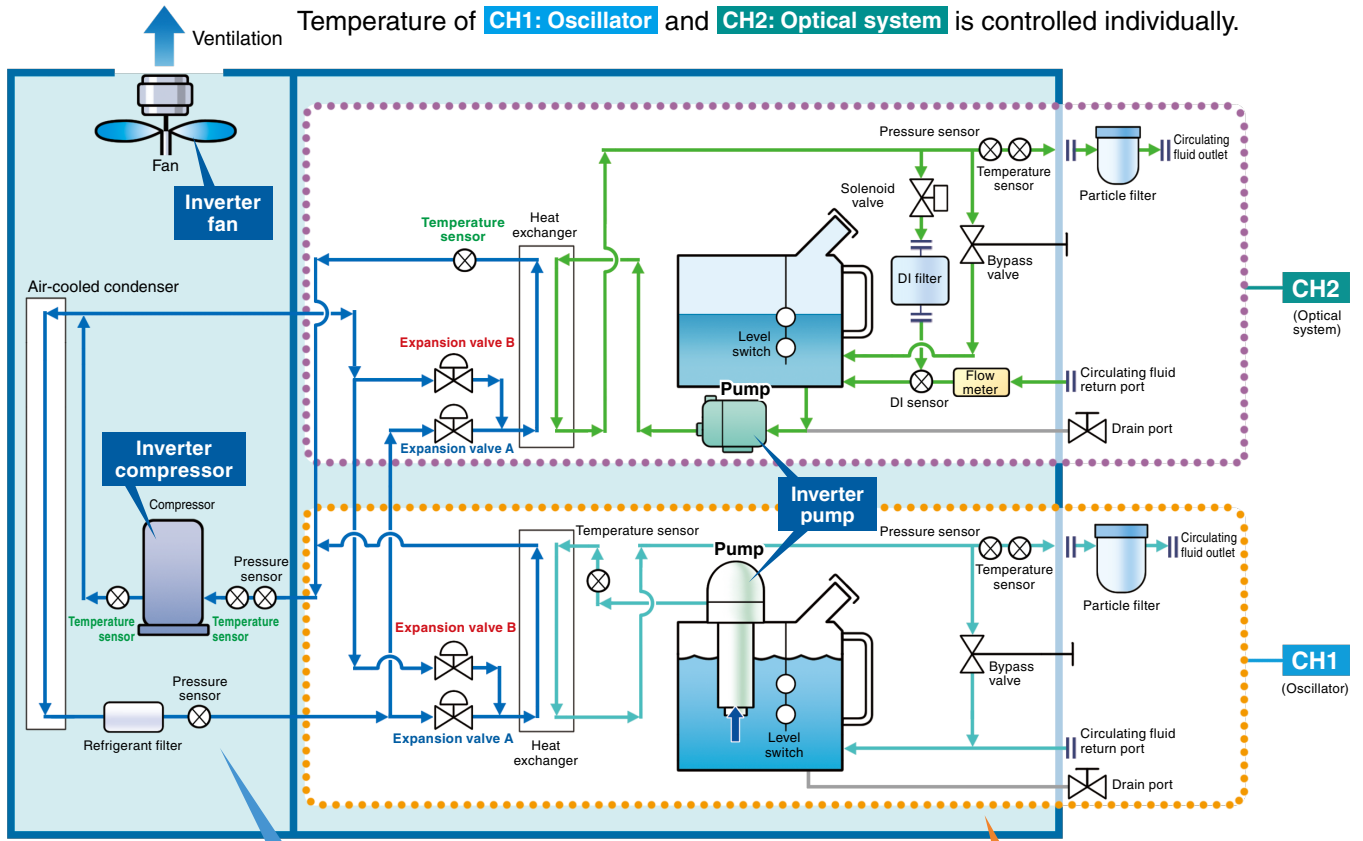 Temperature of CH1: Oscillator and CH2: Optical system is controlled individually.
Ventilation
Fan
Inverter
fan
Air-cooled condenser
Inverter
compressor
Compressor
Pressure
sensor
Temperature
sensor
Temperature
sensor
Pressure
sensor
Refrigerant filter
Temperature
sensor
Heat
exchanger
Expansion valve B
Expansion valve A
Pressure sensor
Temperature
sensor
Circulating
fluid outlet
Particle filter
Solenoid
valve
DI filter
Bypass
valve
Level
switch
Pump
Flow
meter
DI sensor
Circulating fluid
return port
Drain port
CH2
(Optical
system)
Inverter
pump
Temperature sensor
Pump
Pressure sensor
Temperature
sensor
Circulating
fluid outlet
Particle filter
Expansion valve B
Expansion valve A
Heat
exchanger
Level
switch
Bypass
valve
Circulating fluid
return port
Drain port
CH1
(Oscillator)